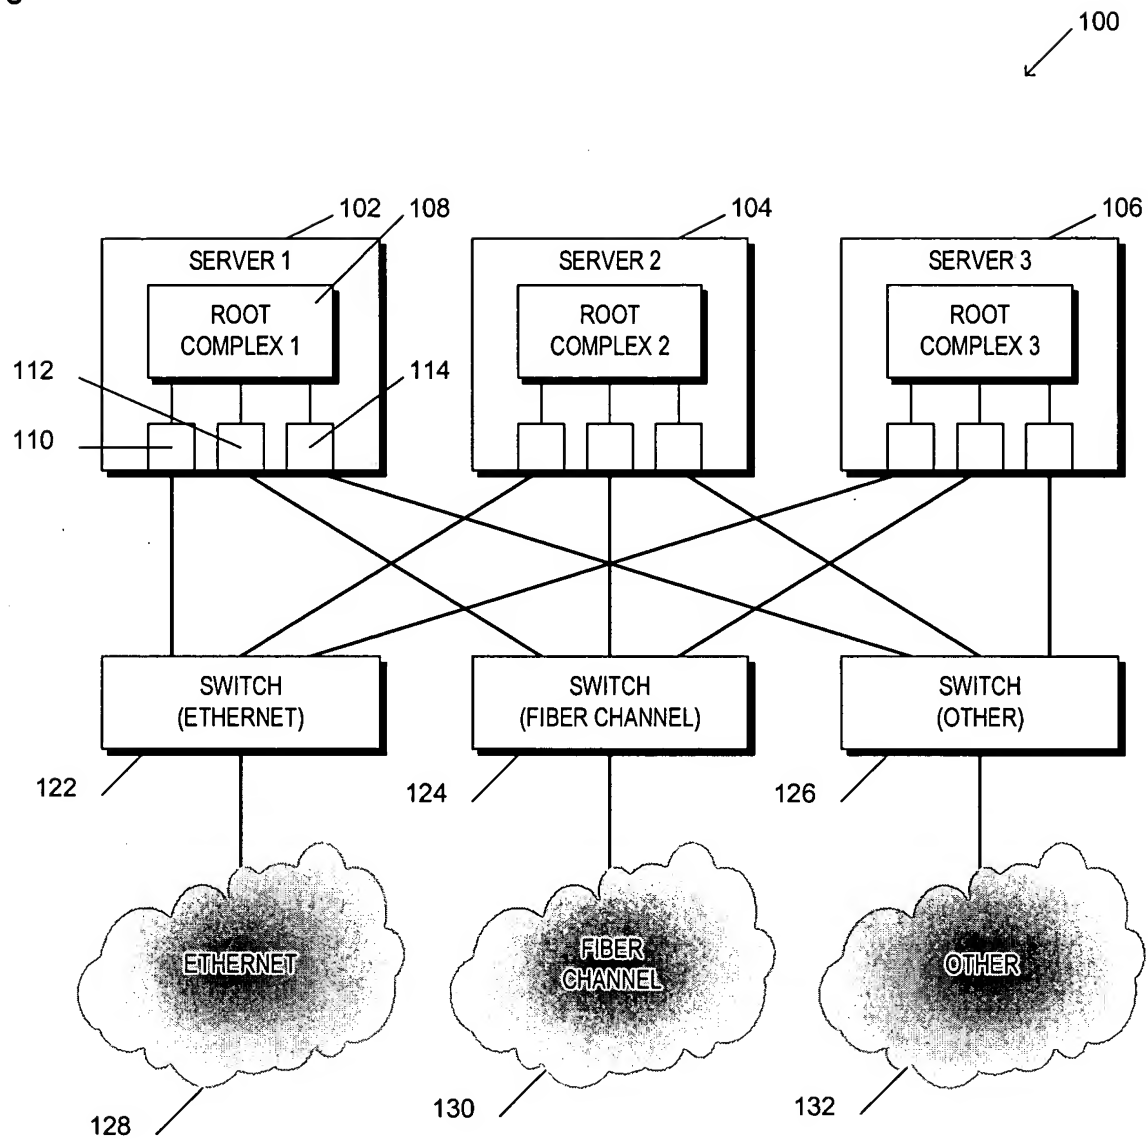 100
102
108
104
106
SERVER 1
SERVER 2
SERVER 3
ROOT
COMPLEX 1
ROOT
COMPLEX 2
ROOT
COMPLEX 3
112
114
110
SWITCH
(ETHERNET)
SWITCH
(FIBER CHANNEL)
SWITCH
(OTHER)
122
124
126
ETHERNET
FIBER
CHANNEL
OTHER
128
130
132